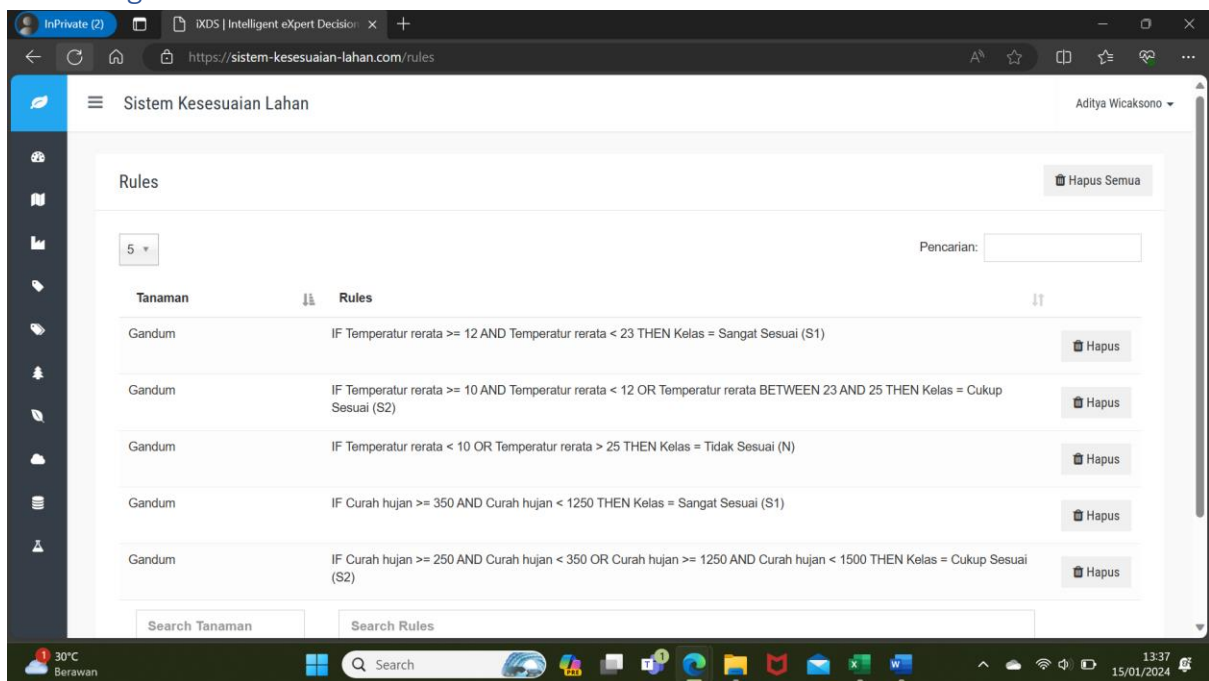 InPrivate (2)
iXDS | Intelligent eXpert Decision
https://sistem-kesesuaian-lahan.com/rules
Sistem Kesesuaian Lahan
Aditya Wicaksono
Rules
Hapus Semua
5
Pencarian:
Tanaman Rules
Gandum IF Temperatur rerata >= 12 AND Temperatur rerata < 23 THEN Kelas = Sangat Sesuai (S1)
Hapus
Gandum IF Temperatur rerata >= 10 AND Temperatur rerata < 12 OR Temperatur rerata BETWEEN 23 AND 25 THEN Kelas = Cukup
Sesuai (S2)
Hapus
Gandum IF Temperatur rerata < 10 OR Temperatur rerata > 25 THEN Kelas = Tidak Sesuai (N)
Hapus
Gandum IF Curah hujan >= 350 AND Curah hujan < 1250 THEN Kelas = Sangat Sesuai (S1)
Hapus
Gandum IF Curah hujan >= 250 AND Curah hujan < 350 OR Curah hujan >= 1250 AND Curah hujan < 1500 THEN Kelas = Cukup Sesuai
(S2)
Hapus
Search Tanaman Search Rules
1 30°C
Berawan
Search
13:37
15/01/2024